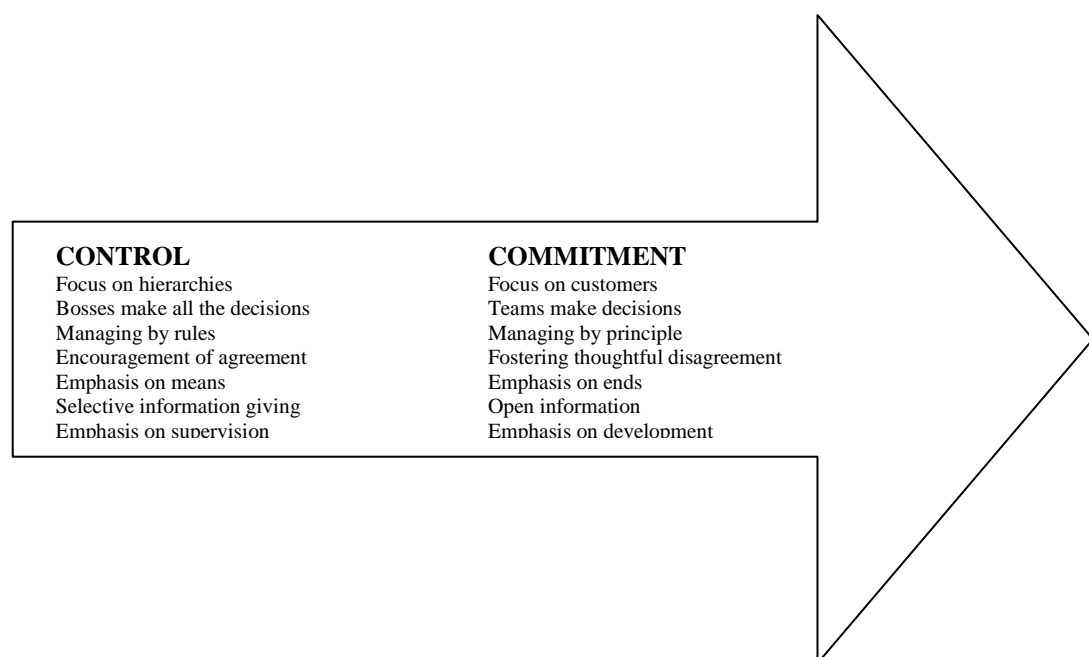 CONTROL
Focus on hierarchies
Bosses make all the decisions
Managing by rules
Encouragement of agreement
Emphasis on means
Selective information giving
Emphasis on supervision
COMMITMENT
Focus on customers
Teams make decisions
Managing by principle
Fostering thoughtful disagreement
Emphasis on ends
Open information
Emphasis on development